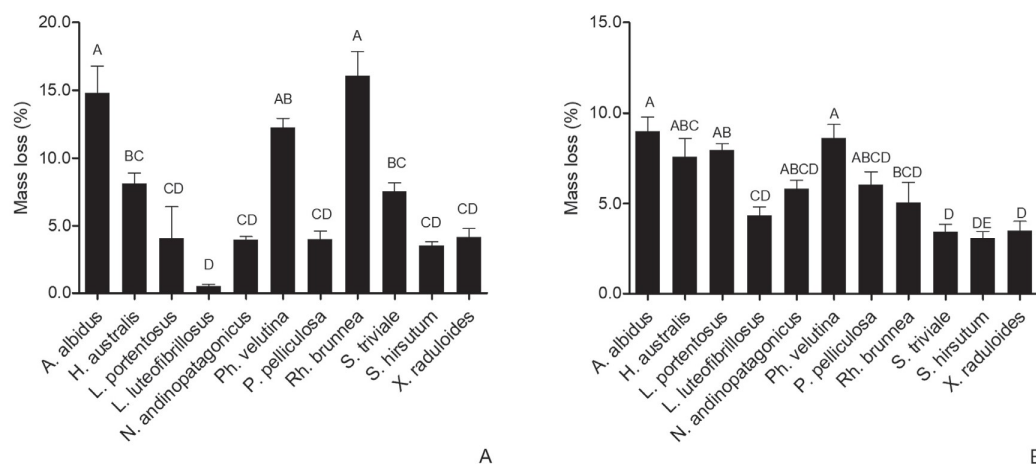 A.
20.0
15.0
10.0
5.0
0.0
Mass loss (%)
A
BC
CD
D
CD
AB
CD
A
BC
CD
CD
A. albidus
H. australis
L. portentosus
L. luteofibrillosus
N. andinopatagonicus
Ph. velutina
P. pelliculosa
Rh. brunnea
S. triviale
S. hirsutum
X. raduloides
A
B.
15.0
10.0
5.0
0.0
Mass loss (%)
A
ABC
AB
CD
ABCD
A
ABCD
BCD
D
DE
D
A. albidus
H. australis
L. portentosus
L. luteofibrillosus
N. andinopatagonicus
Ph. velutina
P. pelliculosa
Rh. brunnea
S. triviale
S. hirsutum
X. raduloides